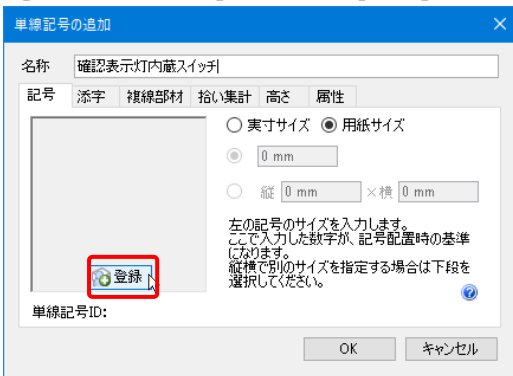 単線記号の追加
名称 確認表示灯内蔵スイッチ
記号 添字 複線部材 拾い集計 高さ 属性
実寸サイズ 用紙サイズ
0 mm
縦 0 mm ×横 0 mm
左の記号のサイズを入力します。
ここで入力した数字が、記号配置時の基準
になります。
縦横で別のサイズを指定する場合は下段を
選択してください。
登録
単線記号ID:
OK キャンセル